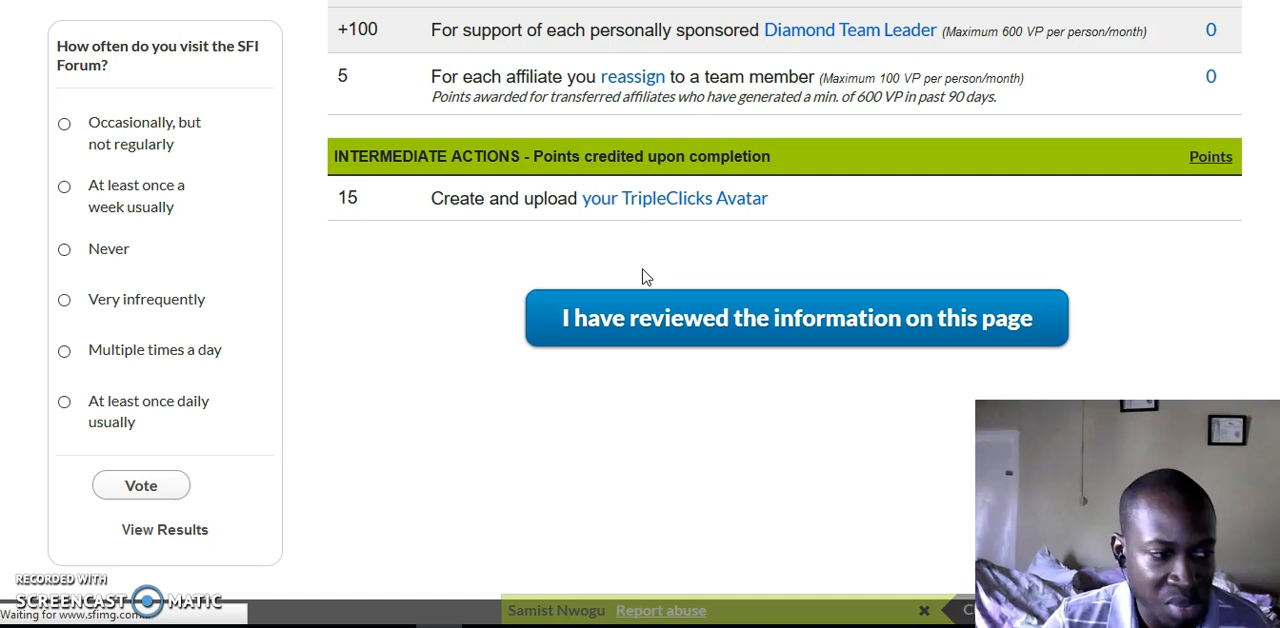 How often do you visit the SFI
Forum?
Occasionally, but
not regularly
At least once a
week usually
Never
Very infrequently
Multiple times a day
At least once daily
usually
Vote
View Results
+100 For support of each personally sponsored Diamond Team Leader (Maximum 600 VP per person/month) 0
5 For each affiliate you reassign to a team member (Maximum 100 VP per person/month) 0
Points awarded for transferred affiliates who have generated a min. of 600 VP in past 90 days.
INTERMEDIATE ACTIONS - Points credited upon completion Points
15 Create and upload your TripleClicks Avatar
I have reviewed the information on this page
RECORDED WITH
SCREENCAST MATIC
Waiting for www.sfimg.com...
Samist Nwogu Report abuse